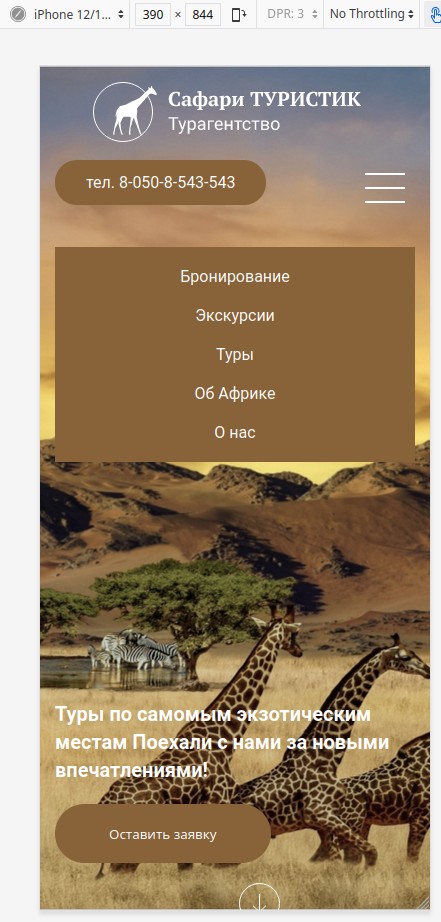 iPhone 12/1...
390 × 844
DPR: 3
No Throttling
Сафари ТУРИСТИК
Турагентство
тел. 8-050-8-543-543
Бронирование
Экскурсии
Туры
Об Африке
О нас
Туры по самомым экзотическим
местам Поехали с нами за новыми
впечатлениями!
Оставить заявку